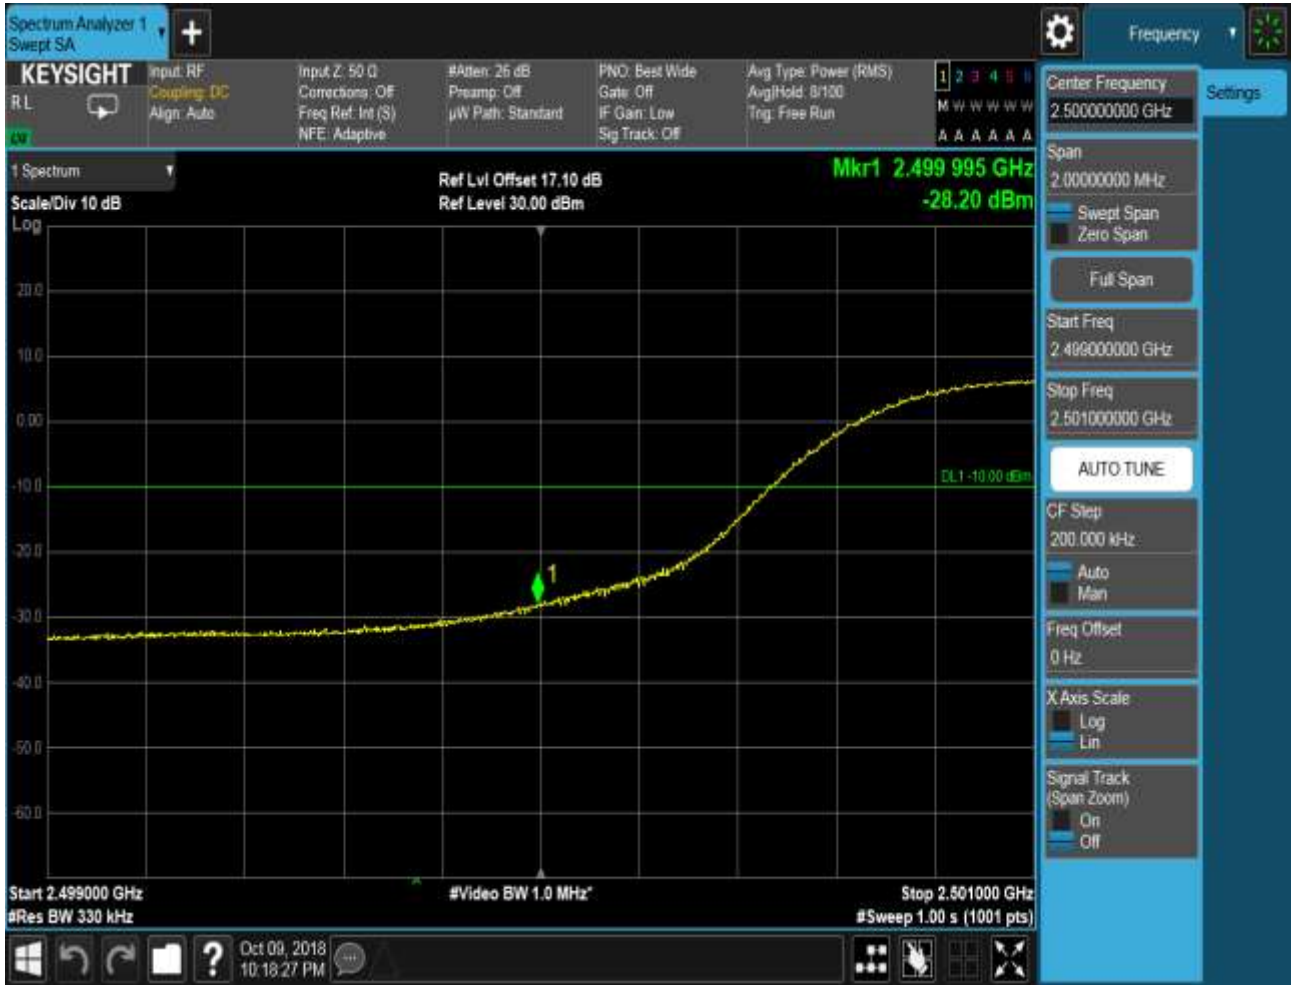 Spectrum Analyzer 1
Swept SA
Frequency
KEYSIGHT
R L
Input: RF
Coupling: DC
Align: Auto
Input Z: 50 Ω
Corrections: Off
Freq Ref: Int (S)
NFE: Adaptive
#Atten: 26 dB
Preamp: Off
µW Path: Standard
PNO: Best Wide
Gate: Off
IF Gain: Low
Sig Track: Off
Avg Type: Power (RMS)
Avg|Hold: 8/100
Trig: Free Run
1 2 3 4 5 6
M W W W W W
A A A A A A
Center Frequency
2.500000000 GHz
Settings
Span
2.00000000 MHz
Swept Span
Zero Span
Full Span
Start Freq
2.499000000 GHz
Stop Freq
2.501000000 GHz
AUTO TUNE
CF Step
200.000 kHz
Auto
Man
Freq Offset
0 Hz
X Axis Scale
Log
Lin
Signal Track
(Span Zoom)
On
Off
1 Spectrum
Scale/Div 10 dB
Log
Ref Lvl Offset 17.10 dB
Ref Level 30.00 dBm
Mkr1 2.499 995 GHz
-28.20 dBm
20.0
10.0
0.00
-10.0
-20.0
-30.0
-40.0
-50.0
-60.0
DL1 -10.00 dBm
1
Start 2.499000 GHz
#Res BW 330 kHz
#Video BW 1.0 MHz*
Stop 2.501000 GHz
#Sweep 1.00 s (1001 pts)
?
Oct 09, 2018
10:18:27 PM